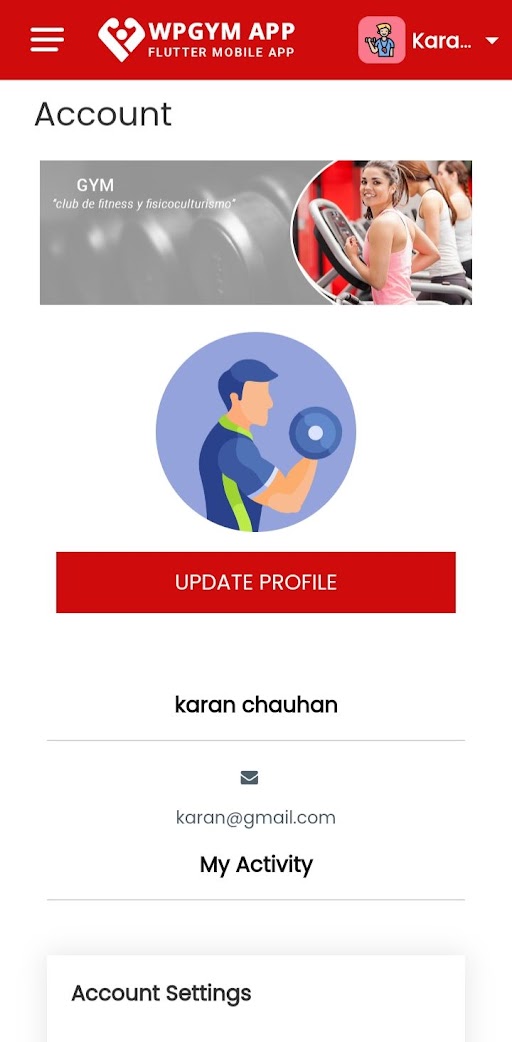 WPGYM APP
FLUTTER MOBILE APP
Kara...
Account
GYM
"club de fitness y fisicoculturismo"
UPDATE PROFILE
karan chauhan
karan@gmail.com
My Activity
Account Settings